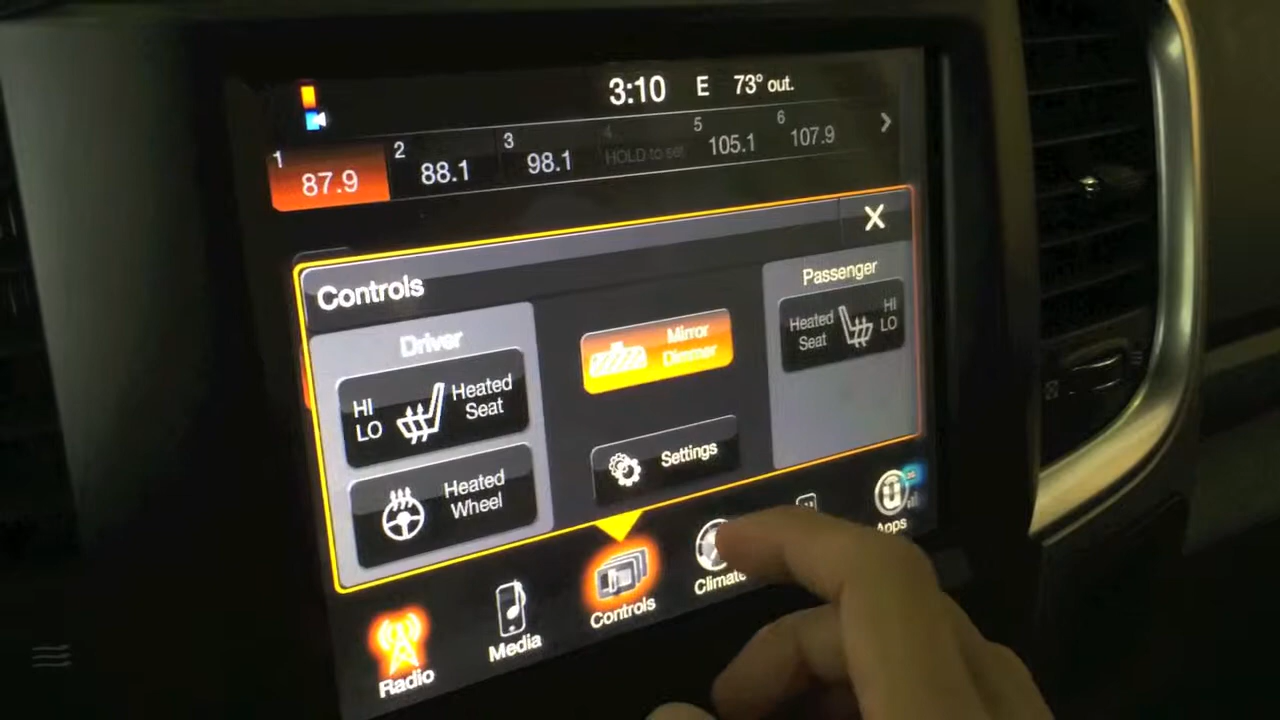 3:10 E 73° out.
1 87.9
2 88.1
3 98.1
4 HOLD to set
5 105.1
6 107.9
Controls
Driver
HI
LO
Heated
Seat
Heated
Wheel
Mirror
Dimmer
Settings
Passenger
Heated
Seat
HI
LO
Radio
Media
Controls
Climate
Apps